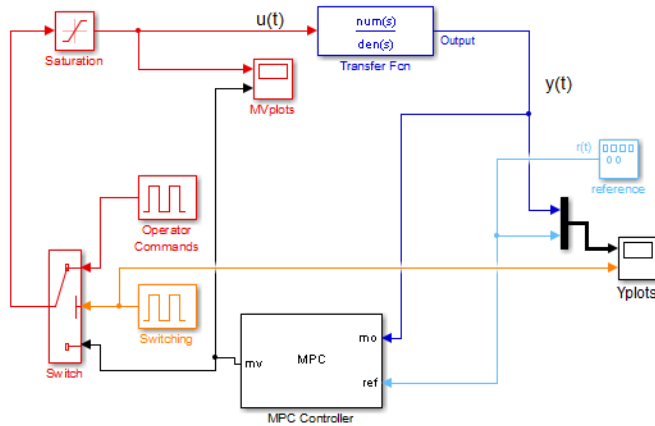 u(t)
num(s)
den(s)
Saturation
Output
Transfer Fcn
y(t)
MVplots
r(t)
reference
Operator
Commands
Yplots
Switching
MPC
mo
mv
ref
Switch
MPC Controller